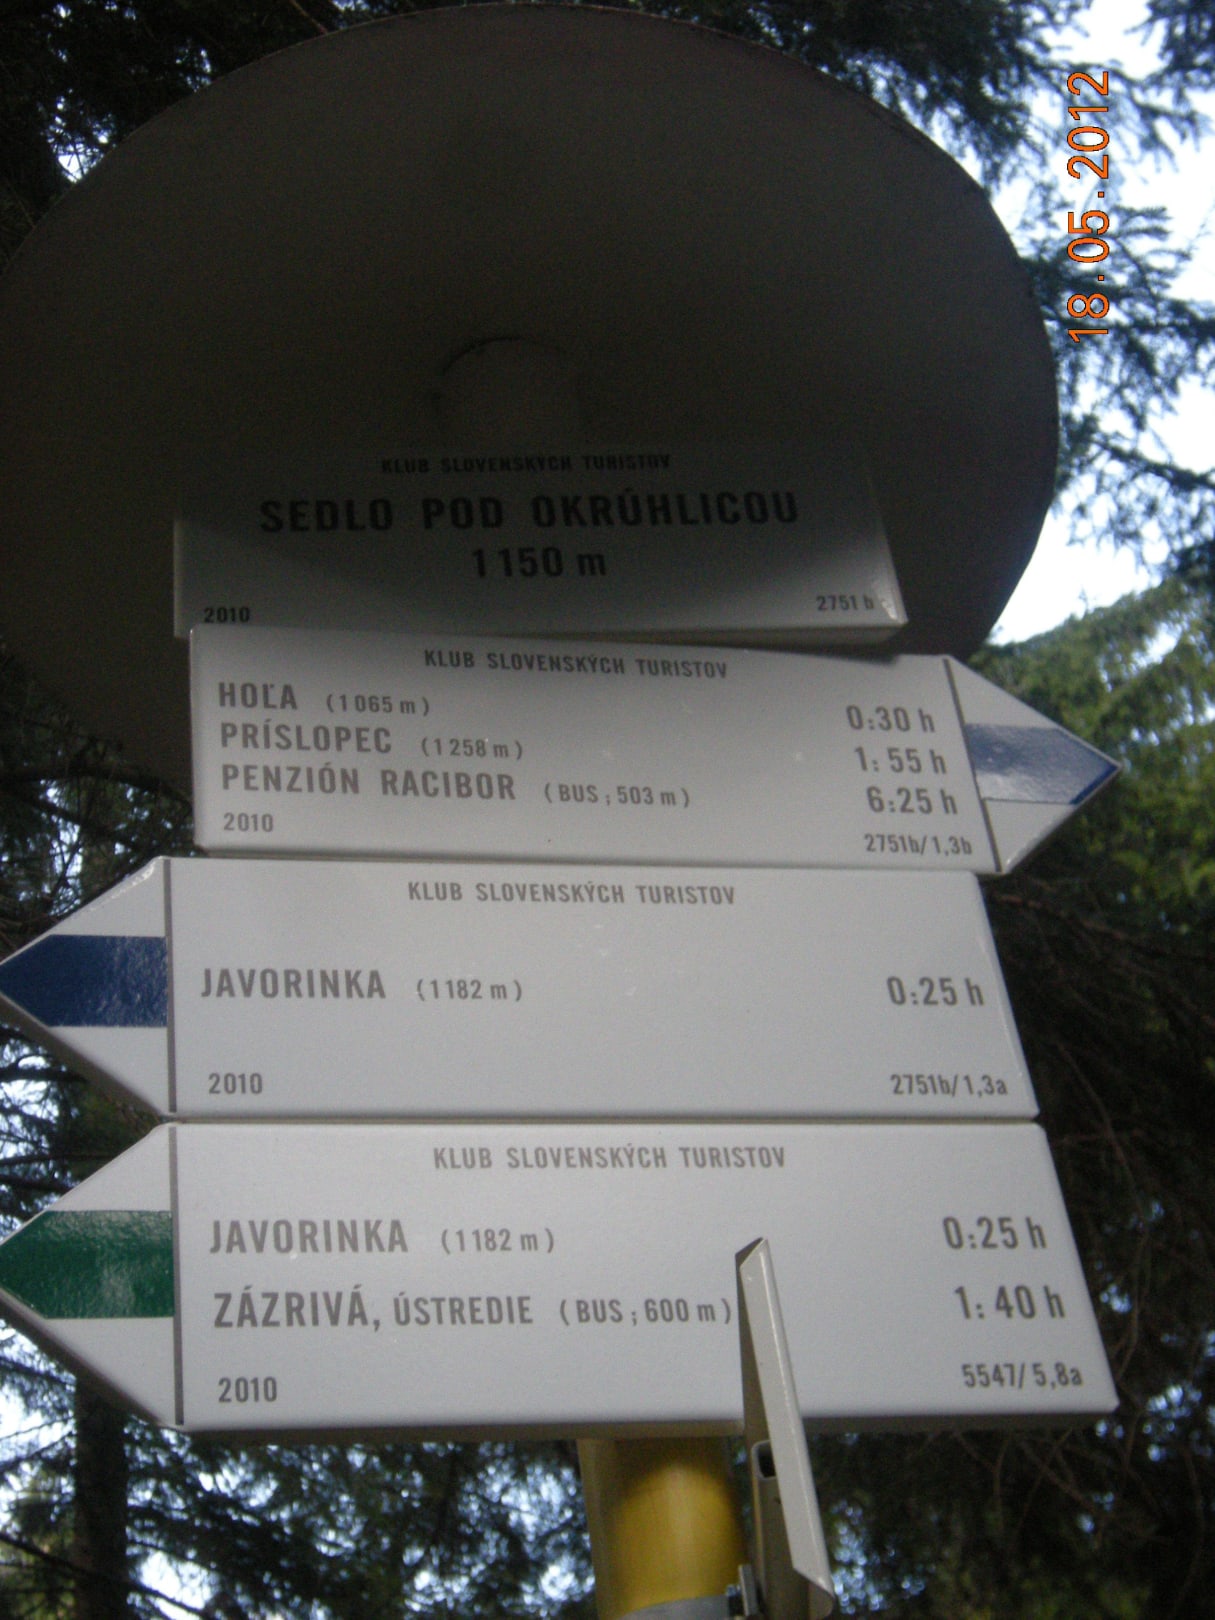 18.05.2012
KLUB SLOVENSKÝCH TURISTOV
SEDLO POD OKRÚHLICOU
1150 m
2010 2751 b
KLUB SLOVENSKÝCH TURISTOV
HOĽA (1065 m) 0:30 h
PRÍSLOPEC (1258 m) 1:55 h
PENZIÓN RACIBOR (BUS; 503 m) 6:25 h
2010 2751b/1,3b
KLUB SLOVENSKÝCH TURISTOV
JAVORINKA (1182 m) 0:25 h
2010 2751b/1,3a
KLUB SLOVENSKÝCH TURISTOV
JAVORINKA (1182 m) 0:25 h
ZÁZRIVÁ, ÚSTREDIE (BUS; 600 m) 1:40 h
2010 5547/5,8a